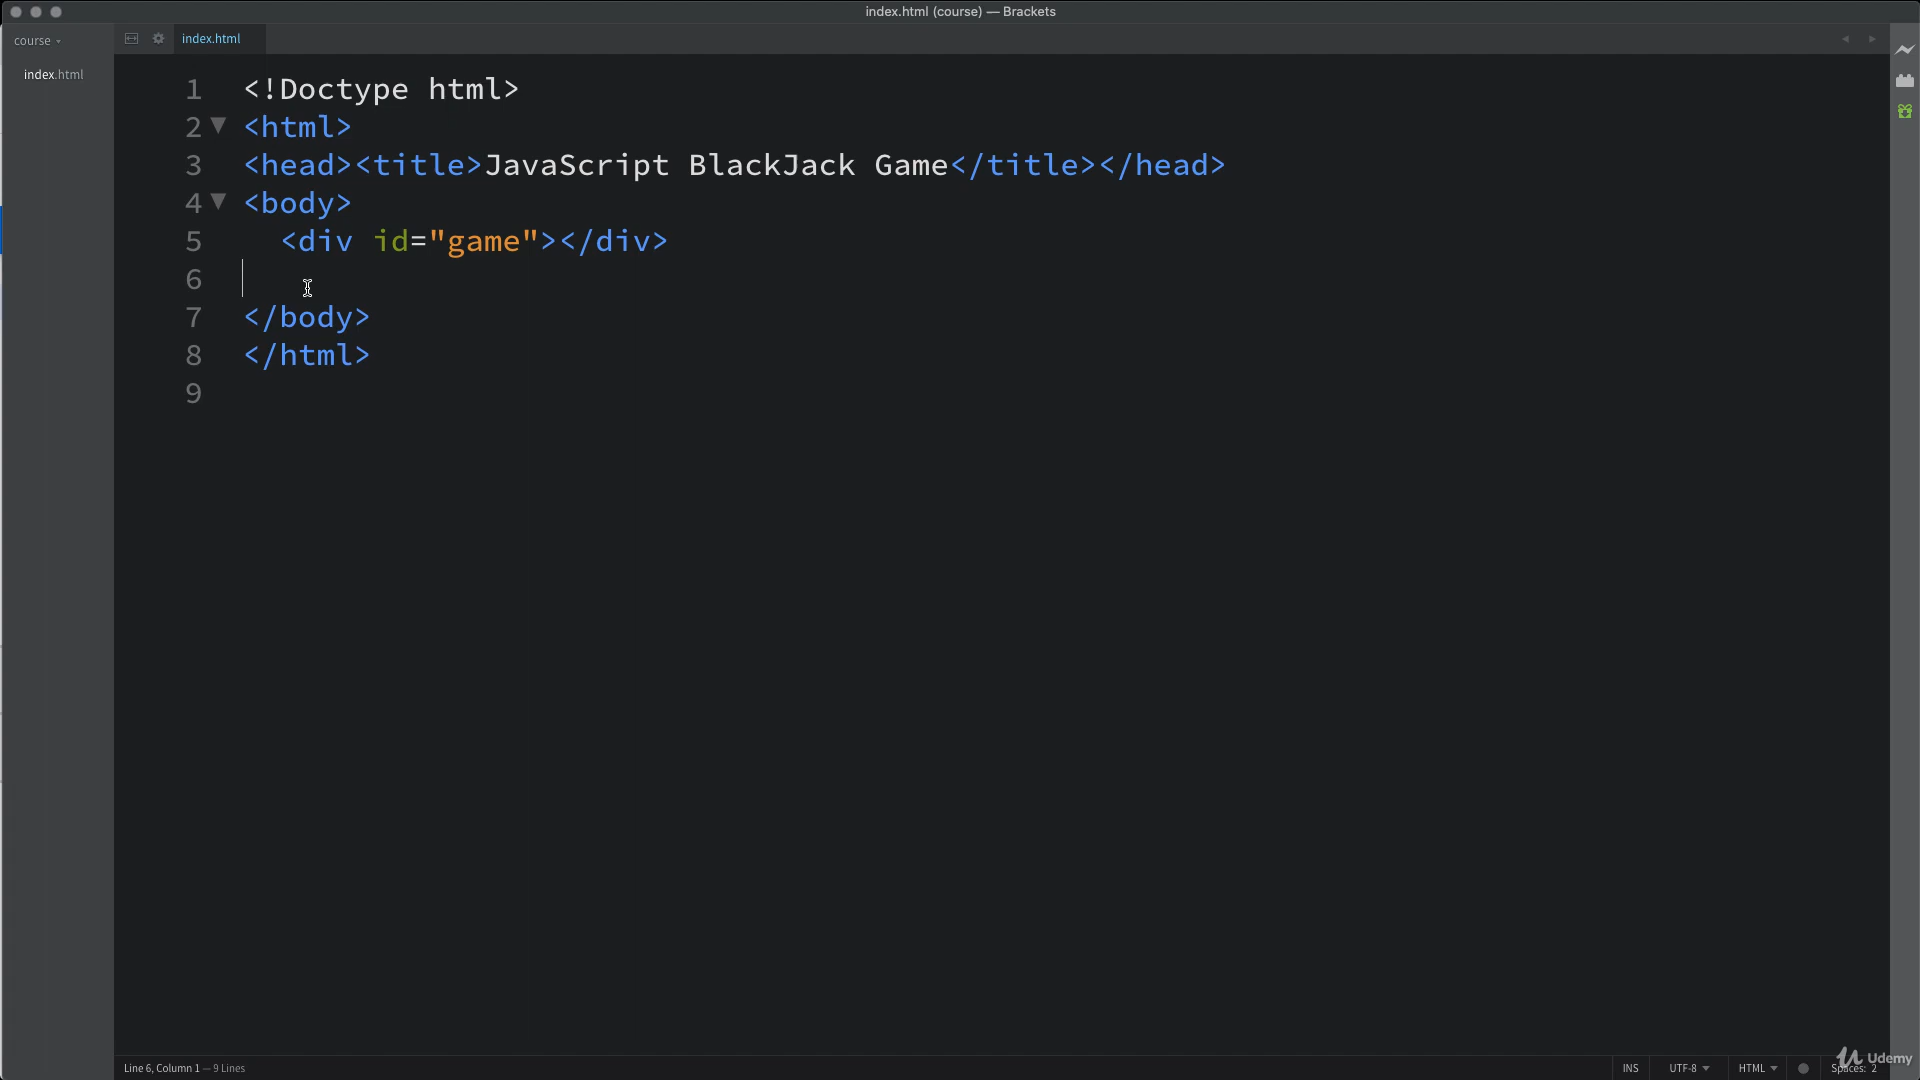 index.html (course) — Brackets
course
index.html
index.html
1 <!Doctype html>
2 <html>
3 <head><title>JavaScript BlackJack Game</title></head>
4 <body>
5   <div id="game"></div>
6
7 </body>
8 </html>
9
Line 6, Column 1 — 9 Lines
INS UTF-8 HTML Spaces: 2
Udemy